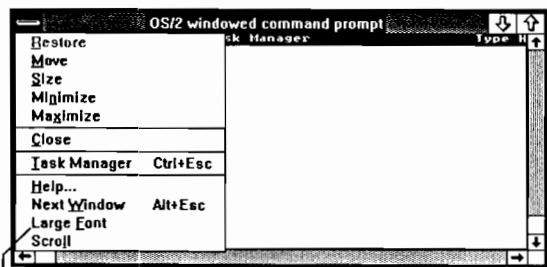 OS/2 windowed command prompt
sk Manager Type H
Restore
Move
Size
Minimize
Maximize
Close
Task Manager Ctrl+Esc
Help...
Next Window Alt+Esc
Large Font
Scroll